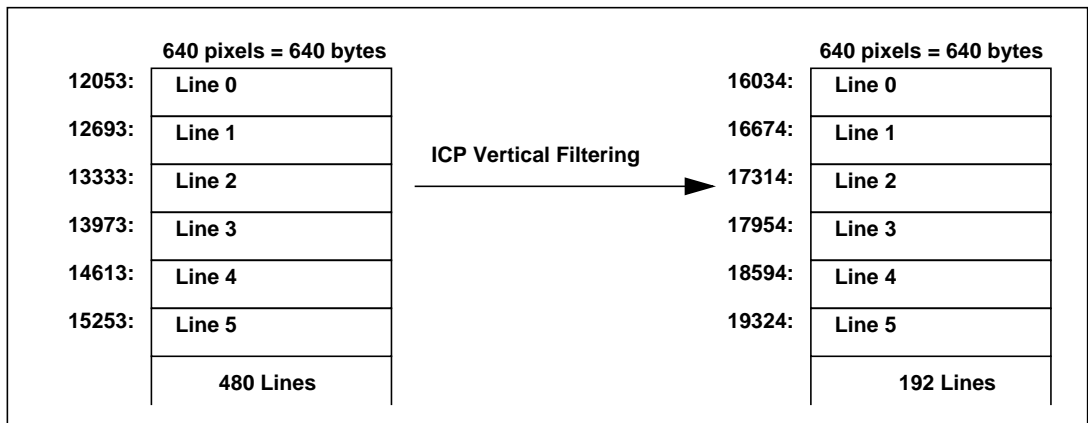 640 pixels = 640 bytes
12053: Line 0
12693: Line 1
13333: Line 2
13973: Line 3
14613: Line 4
15253: Line 5
480 Lines
ICP Vertical Filtering
640 pixels = 640 bytes
16034: Line 0
16674: Line 1
17314: Line 2
17954: Line 3
18594: Line 4
19324: Line 5
192 Lines